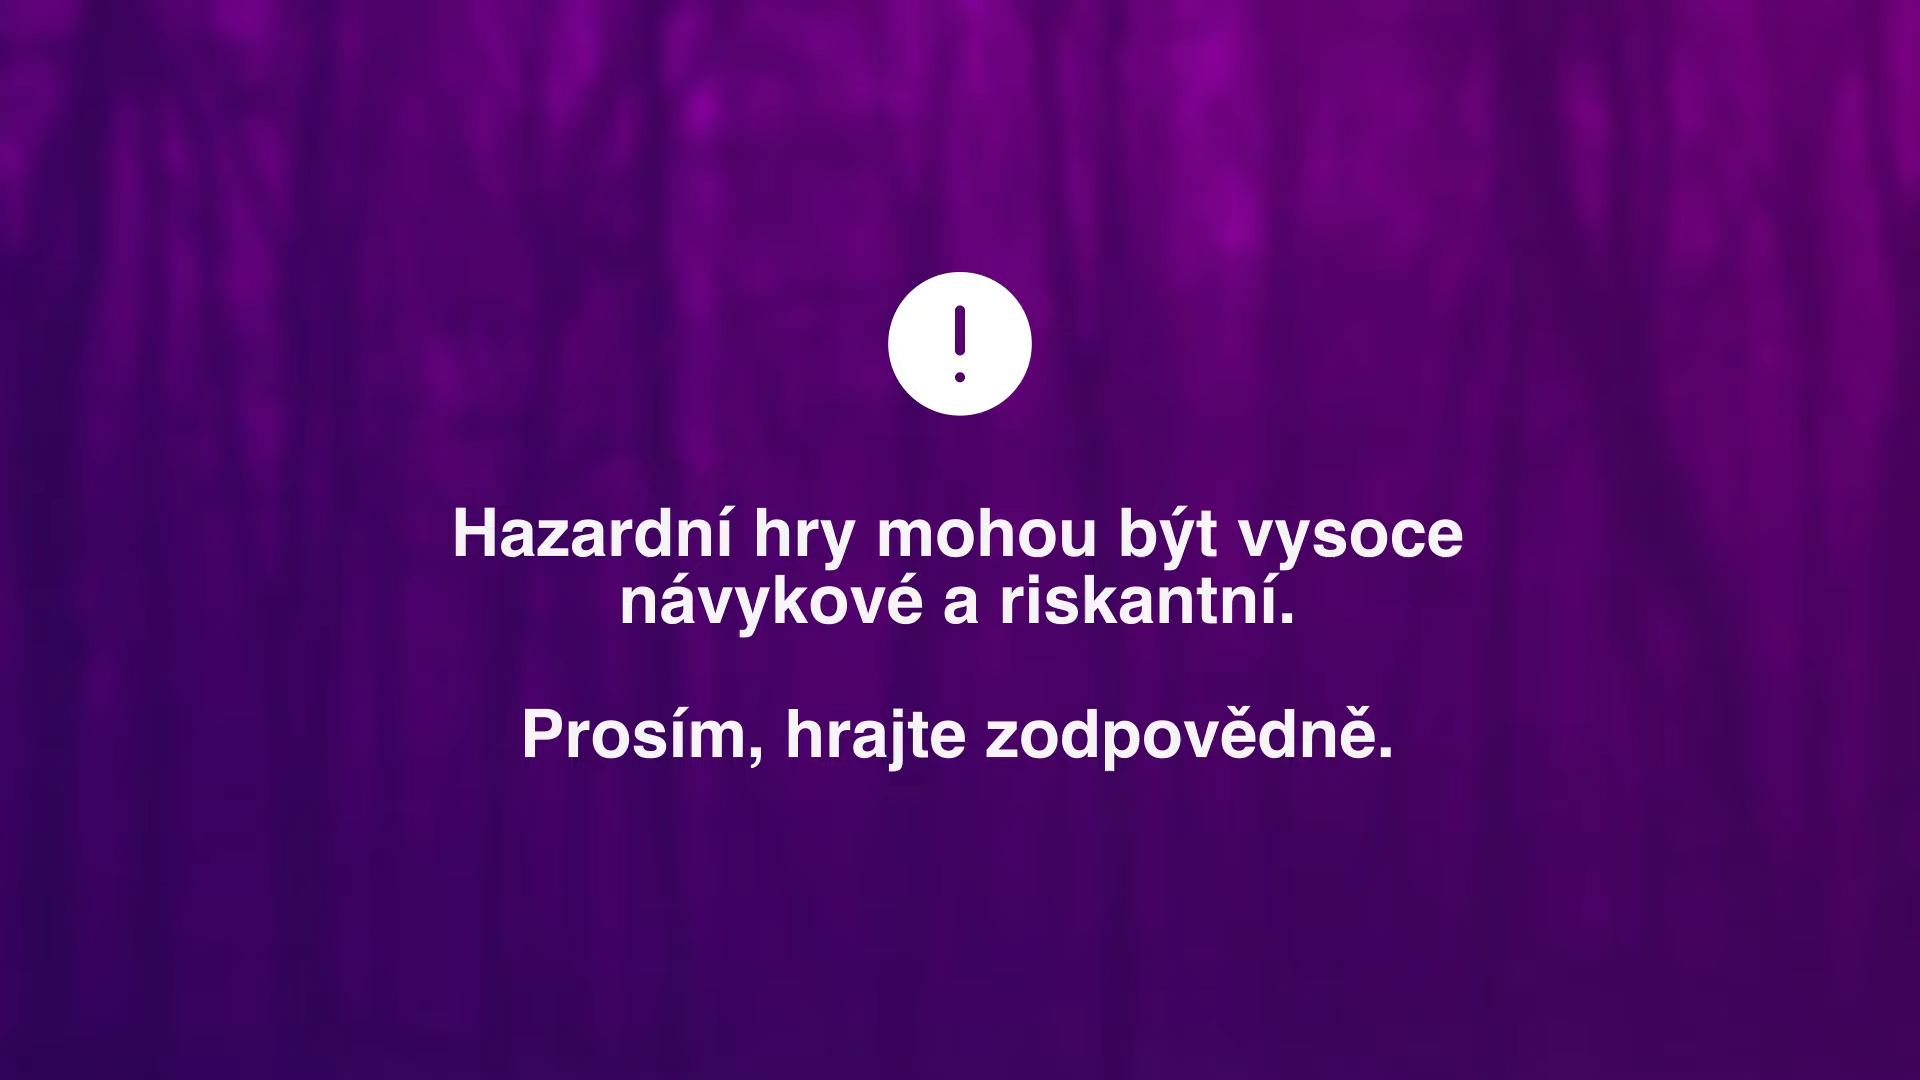 Hazardní hry mohou být vysoce
návykové a riskantní.
Prosím, hrajte zodpovědně.